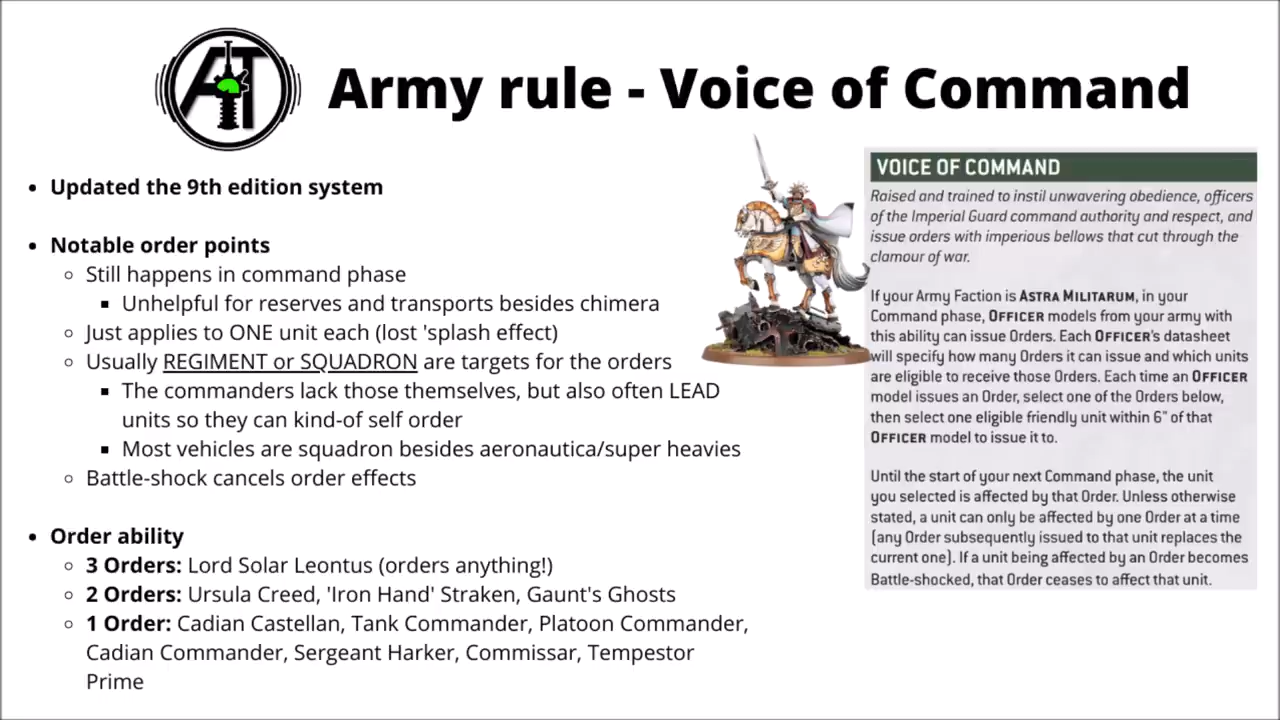 AT
Army rule - Voice of Command
Updated the 9th edition system
Notable order points
Still happens in command phase
Unhelpful for reserves and transports besides chimera
Just applies to ONE unit each (lost 'splash effect)
Usually REGIMENT or SQUADRON are targets for the orders
The commanders lack those themselves, but also often LEAD
units so they can kind-of self order
Most vehicles are squadron besides aeronautica/super heavies
Battle-shock cancels order effects
Order ability
3 Orders: Lord Solar Leontus (orders anything!)
2 Orders: Ursula Creed, 'Iron Hand' Straken, Gaunt's Ghosts
1 Order: Cadian Castellan, Tank Commander, Platoon Commander,
Cadian Commander, Sergeant Harker, Commissar, Tempestor
Prime
VOICE OF COMMAND
Raised and trained to instil unwavering obedience, officers
of the Imperial Guard command authority and respect, and
issue orders with imperious bellows that cut through the
clamour of war.
If your Army Faction is ASTRA MILITARUM, in your
Command phase, OFFICER models from your army with
this ability can issue Orders. Each OFFICER's datasheet
will specify how many Orders it can issue and which units
are eligible to receive those Orders. Each time an OFFICER
model issues an Order, select one of the Orders below,
then select one eligible friendly unit within 6" of that
OFFICER model to issue it to.
Until the start of your next Command phase, the unit
you selected is affected by that Order. Unless otherwise
stated, a unit can only be affected by one Order at a time
(any Order subsequently issued to that unit replaces the
current one). If a unit being affected by an Order becomes
Battle-shocked, that Order ceases to affect that unit.